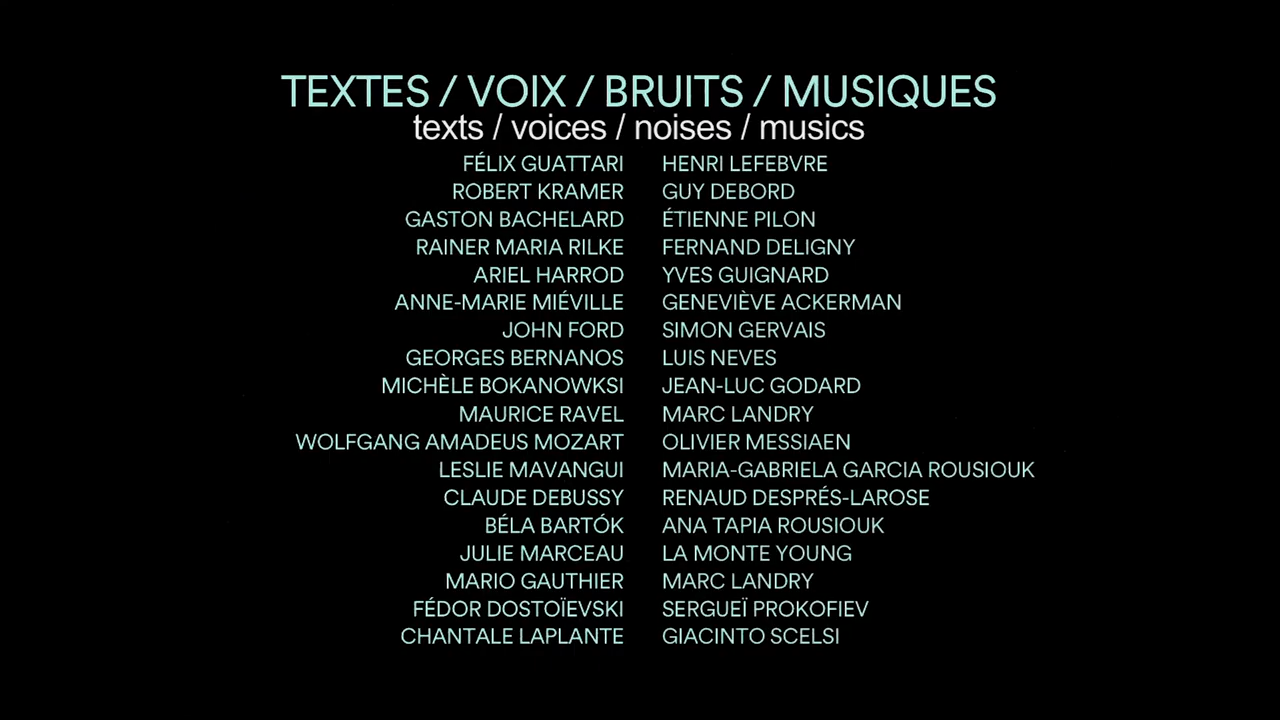 TEXTES / VOIX / BRUITS / MUSIQUES
texts / voices / noises / musics
FÉLIX GUATTARI HENRI LEFEBVRE
ROBERT KRAMER GUY DEBORD
GASTON BACHELARD ÉTIENNE PILON
RAINER MARIA RILKE FERNAND DELIGNY
ARIEL HARROD YVES GUIGNARD
ANNE-MARIE MIÉVILLE GENEVIÈVE ACKERMAN
JOHN FORD SIMON GERVAIS
GEORGES BERNANOS LUIS NEVES
MICHÈLE BOKANOWKSI JEAN-LUC GODARD
MAURICE RAVEL MARC LANDRY
WOLFGANG AMADEUS MOZART OLIVIER MESSIAEN
LESLIE MAVANGUI MARIA-GABRIELA GARCIA ROUSIOUK
CLAUDE DEBUSSY RENAUD DESPRÉS-LAROSE
BÉLA BARTÓK ANA TAPIA ROUSIOUK
JULIE MARCEAU LA MONTE YOUNG
MARIO GAUTHIER MARC LANDRY
FÉDOR DOSTOÏEVSKI SERGUEÏ PROKOFIEV
CHANTALE LAPLANTE GIACINTO SCELSI